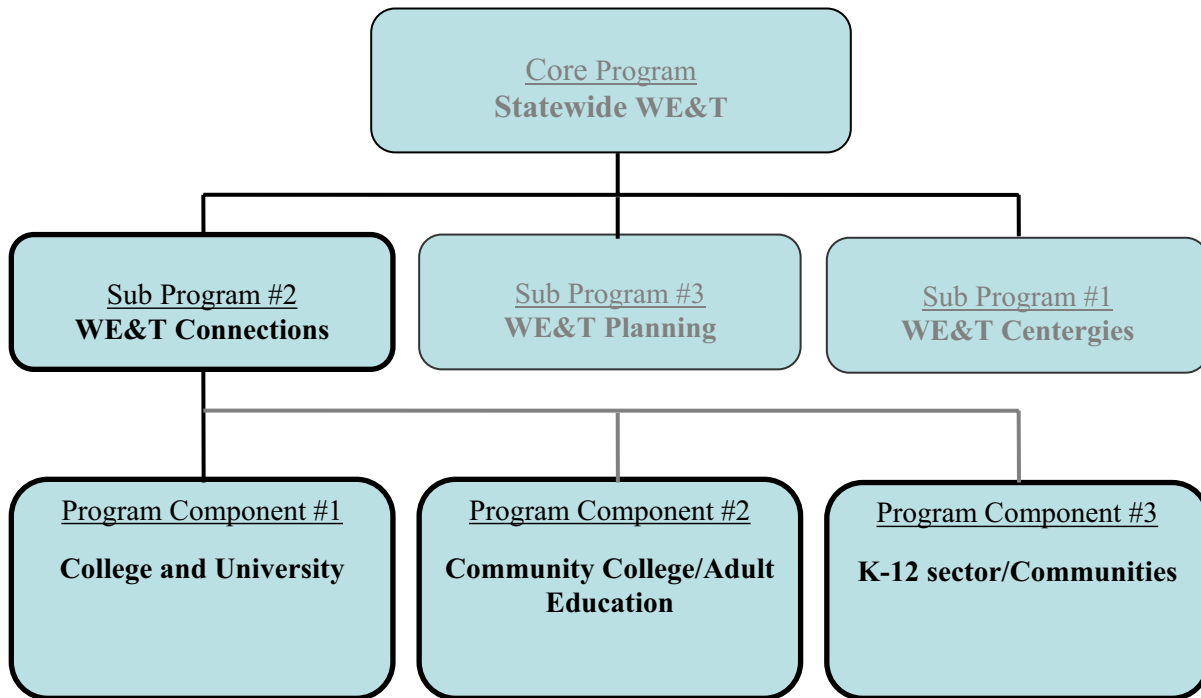 Core Program
Statewide WE&T
Sub Program #2
WE&T Connections
Sub Program #3
WE&T Planning
Sub Program #1
WE&T Centergies
Program Component #1
College and University
Program Component #2
Community College/Adult
Education
Program Component #3
K-12 sector/Communities